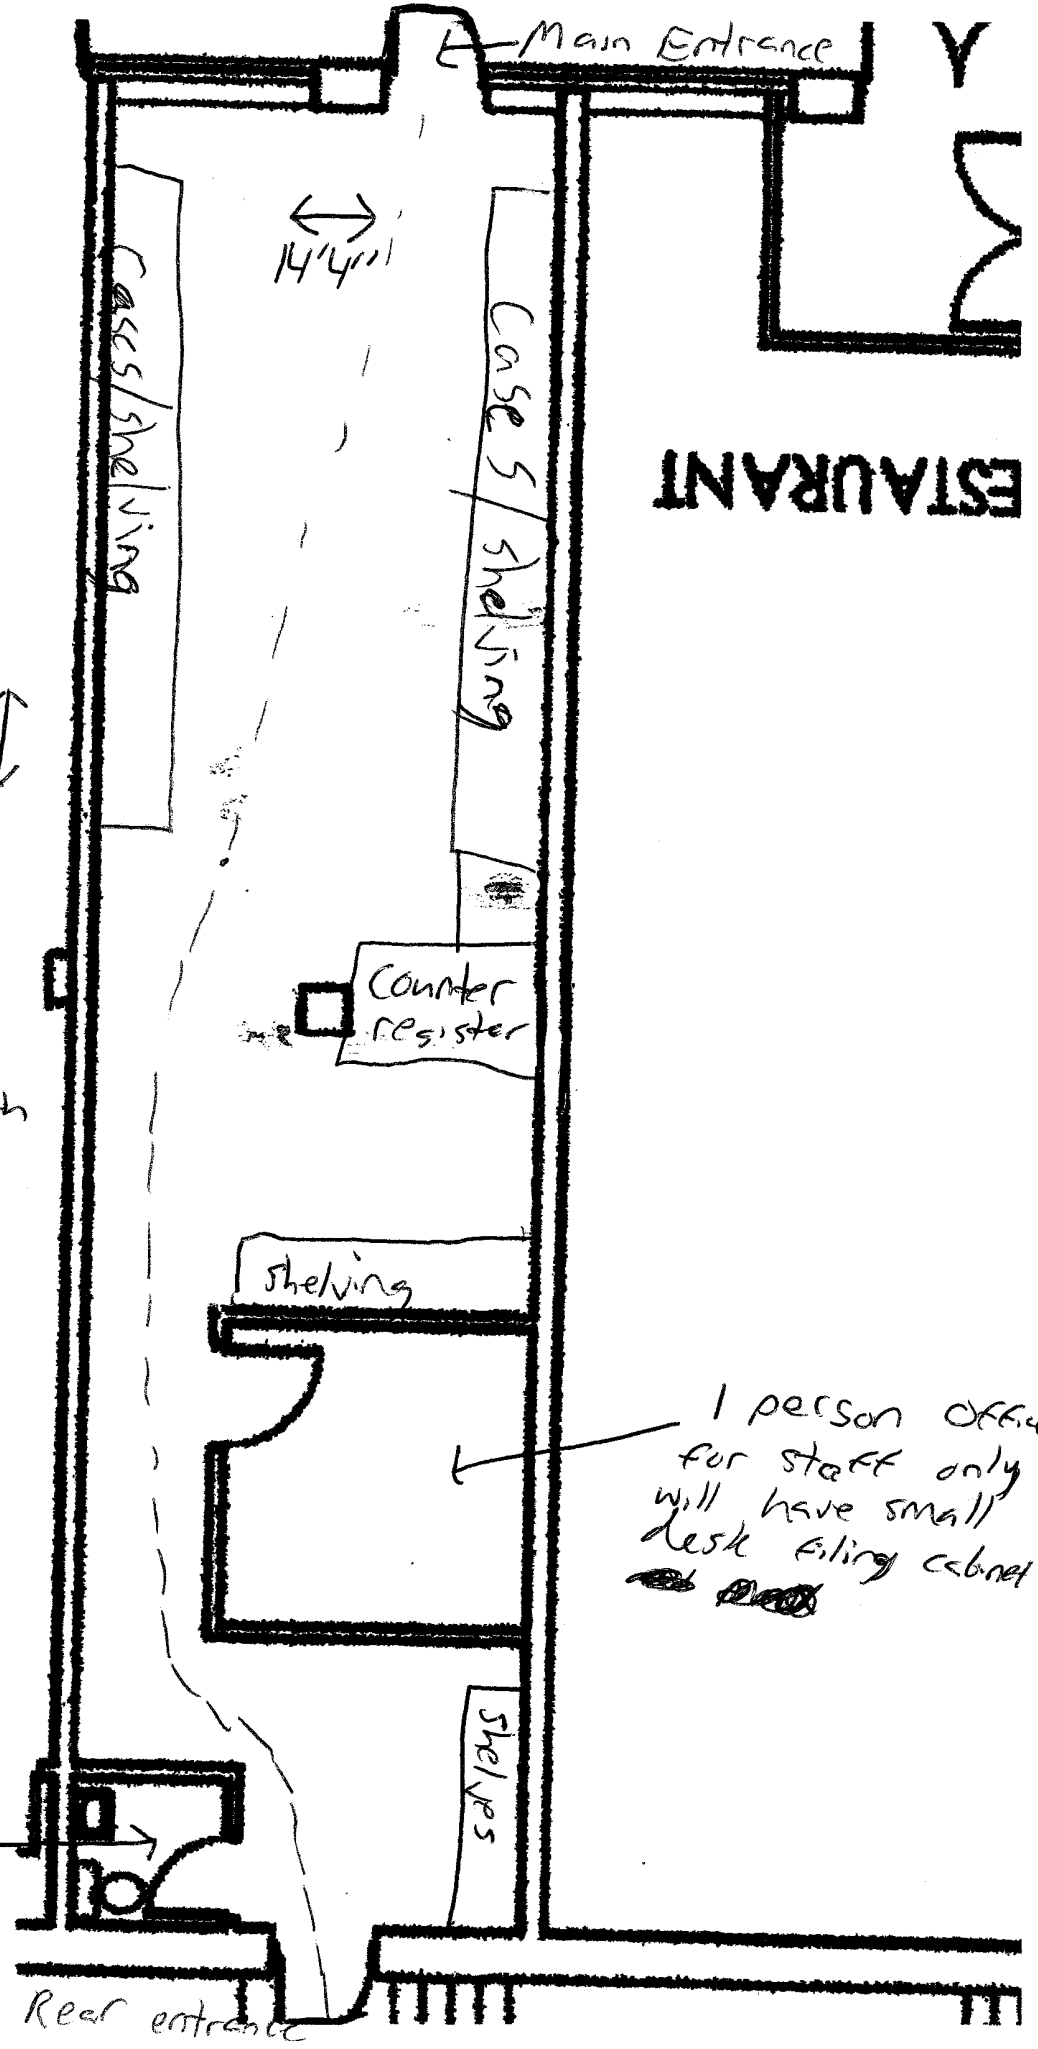 Main Entrance
14'4"
Cases/shelving
Cases/shelving
ESTAURANT
Counter
register
shelving
1 person
for staff only
will have small
desk filing cabinet
shelves
Rear entrance